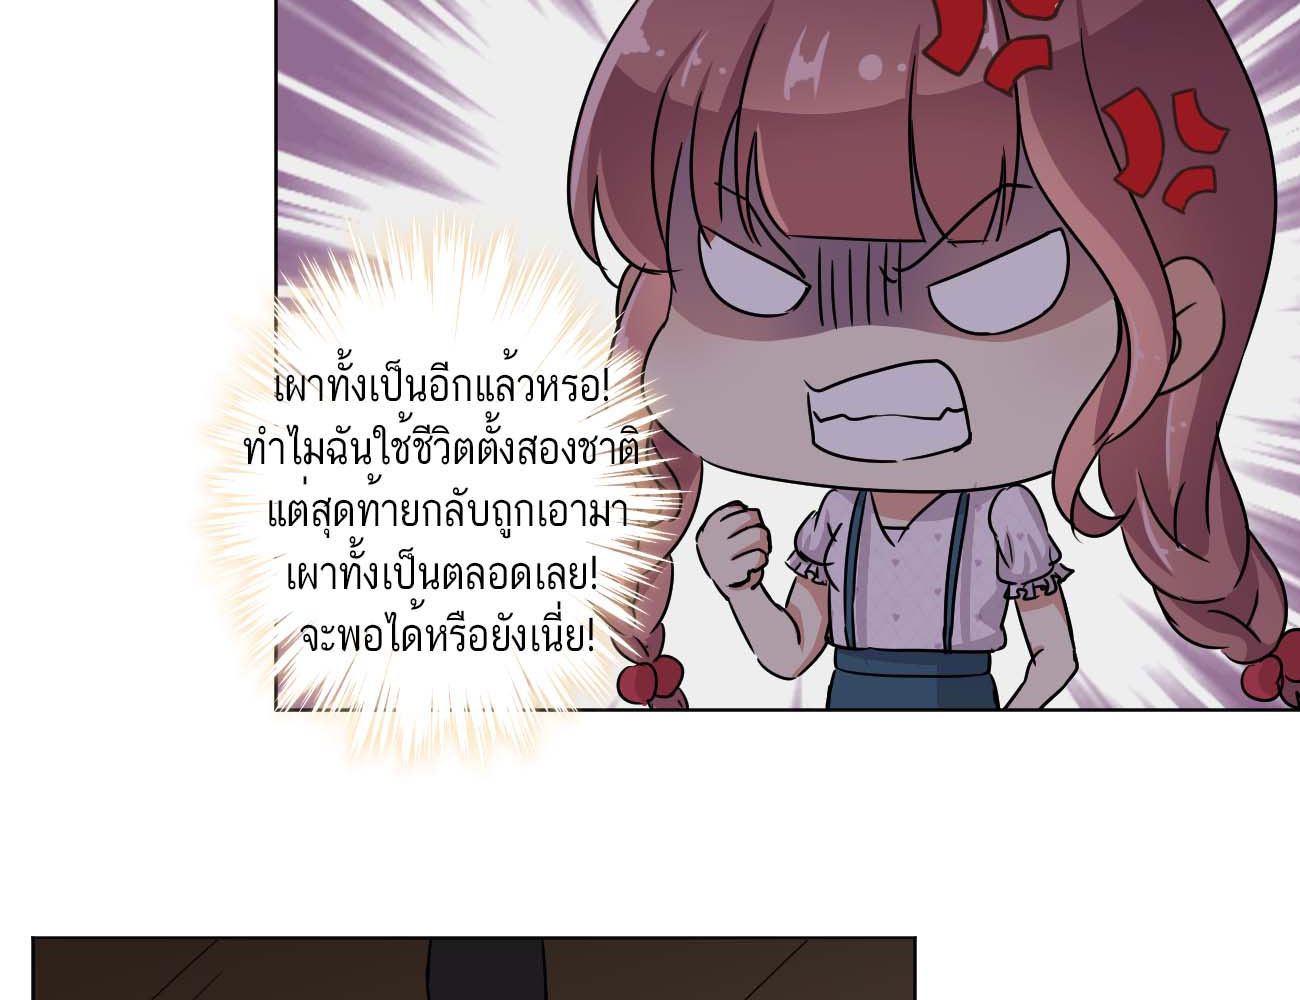 เผาทั้งเป็นอีกแล้วหรอ!
ทำไมฉันใช้ชีวิตตั้งสองชาติ
แต่สุดท้ายกลับถูกเอามา
เผาทั้งเป็นตลอดเลย!
จะพอได้หรือยังเนี่ย!